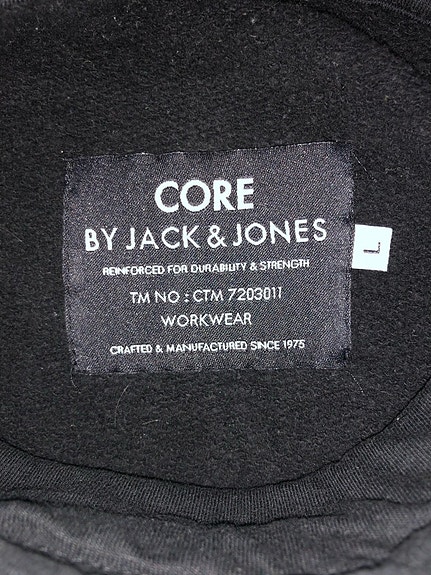 CORE
BY JACK & JONES
REINFORCED FOR DURABILITY & STRENGTH
TM NO : CTM 7203011
WORKWEAR
CRAFTED & MANUFACTURED SINCE 1975
L